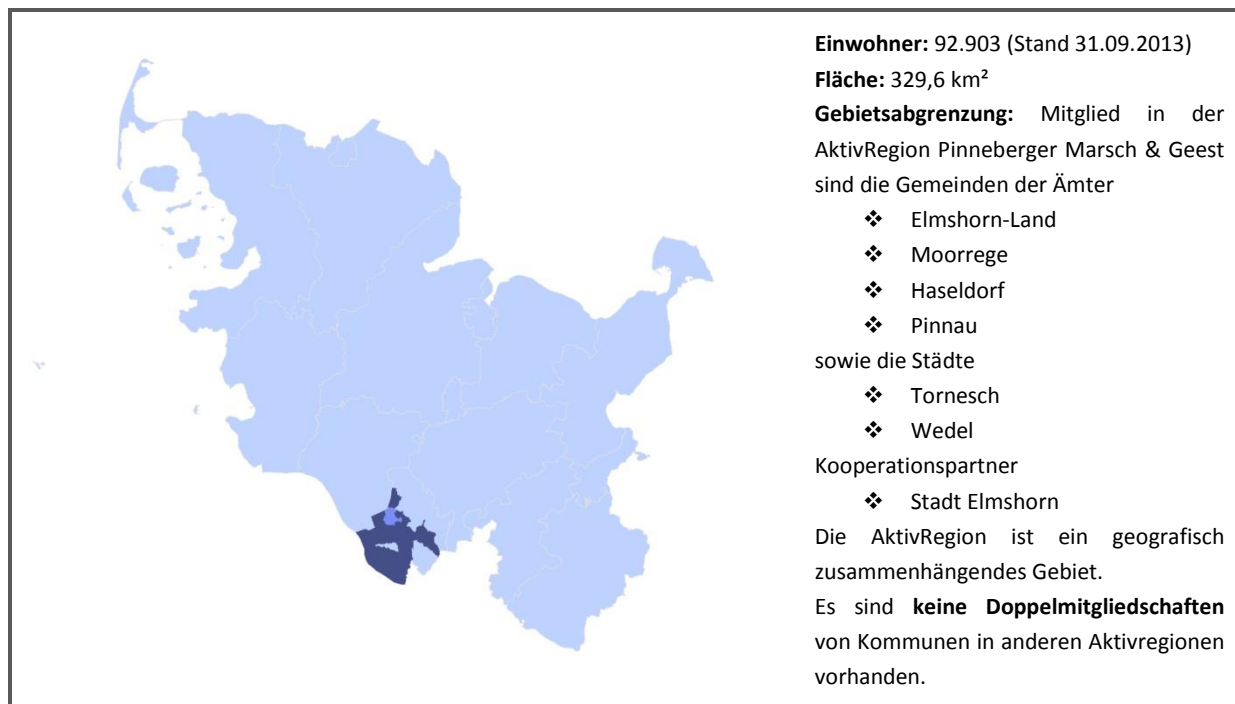 Einwohner: 92.903 (Stand 31.09.2013)
Fläche: 329,6 km²
Gebietsabgrenzung: Mitglied in der
AktivRegion Pinneberger Marsch & Geest
sind die Gemeinden der Ämter
❖ Elmshorn-Land
❖ Moorrege
❖ Haseldorf
❖ Pinnau
sowie die Städte
❖ Tornesch
❖ Wedel
Kooperationspartner
❖ Stadt Elmshorn
Die AktivRegion ist ein geografisch
zusammenhängendes Gebiet.
Es sind keine Doppelmitgliedschaften
von Kommunen in anderen Aktivregionen
vorhanden.